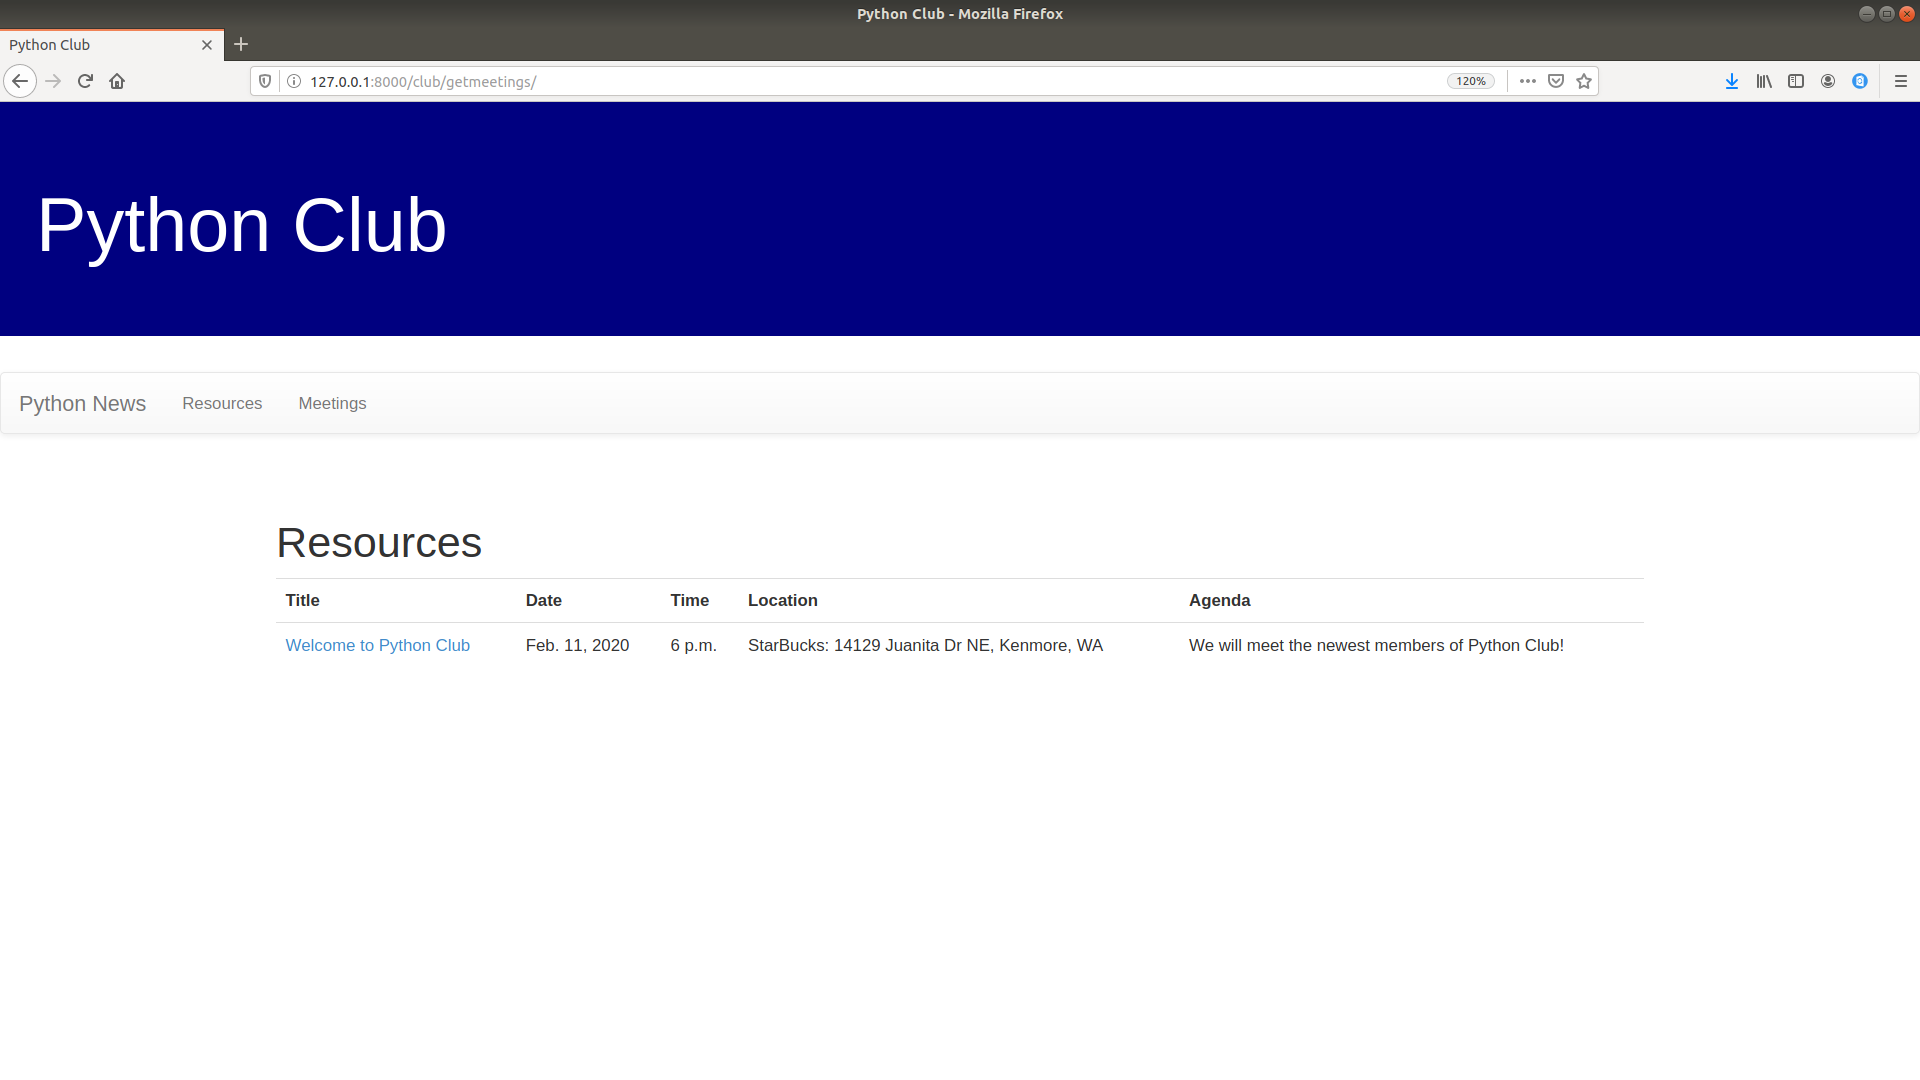 Python Club - Mozilla Firefox
Python Club
127.0.0.1:8000/club/getmeetings/
120%
Python Club
Python News Resources Meetings
Resources
Title Date Time Location Agenda
Welcome to Python Club Feb. 11, 2020 6 p.m. StarBucks: 14129 Juanita Dr NE, Kenmore, WA We will meet the newest members of Python Club!